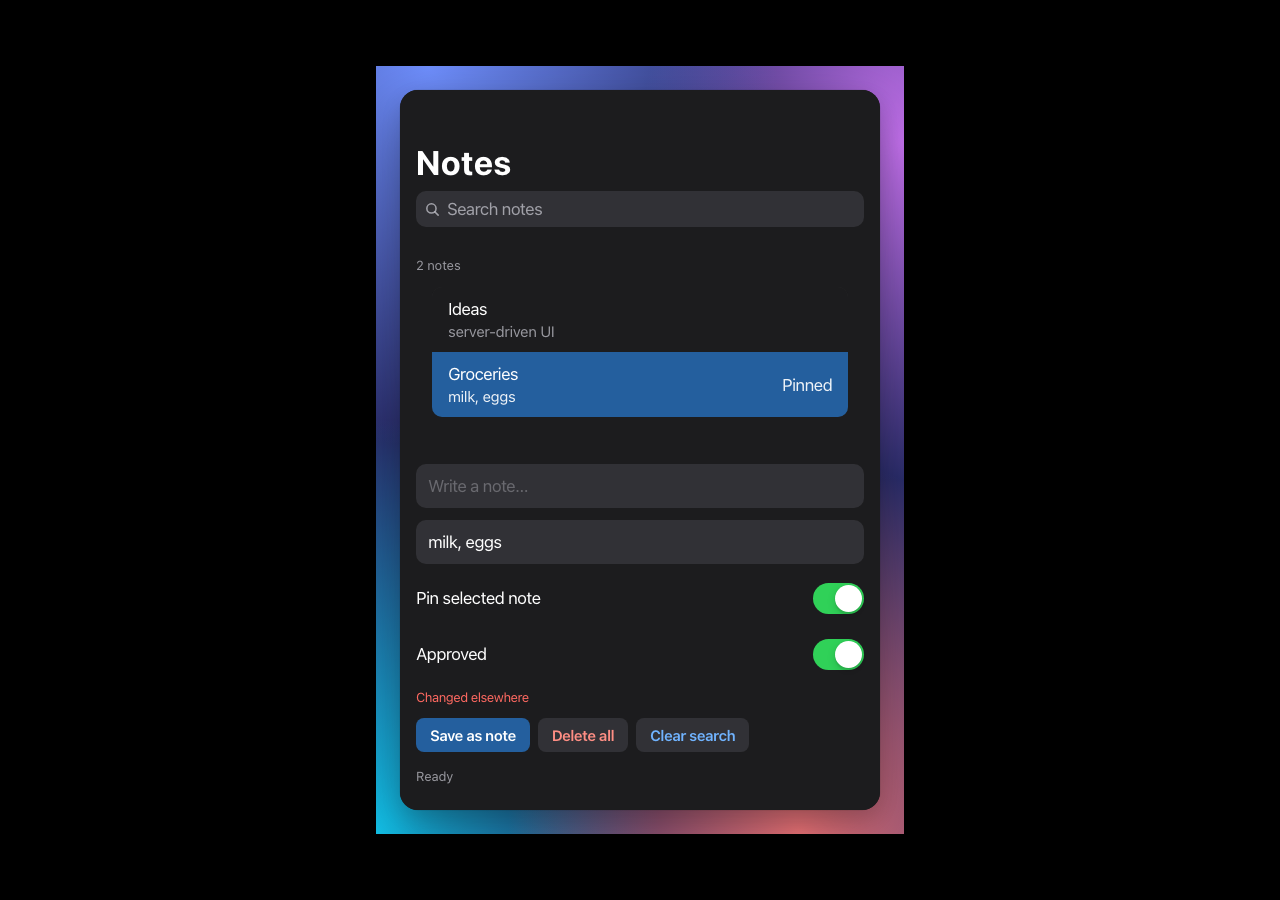 Notes
Search notes
2 notes
Ideas
server-driven UI
Groceries
milk, eggs
Pinned
Write a note...
milk, eggs
Pin selected note
Approved
Changed elsewhere
Save as note
Delete all
Clear search
Ready